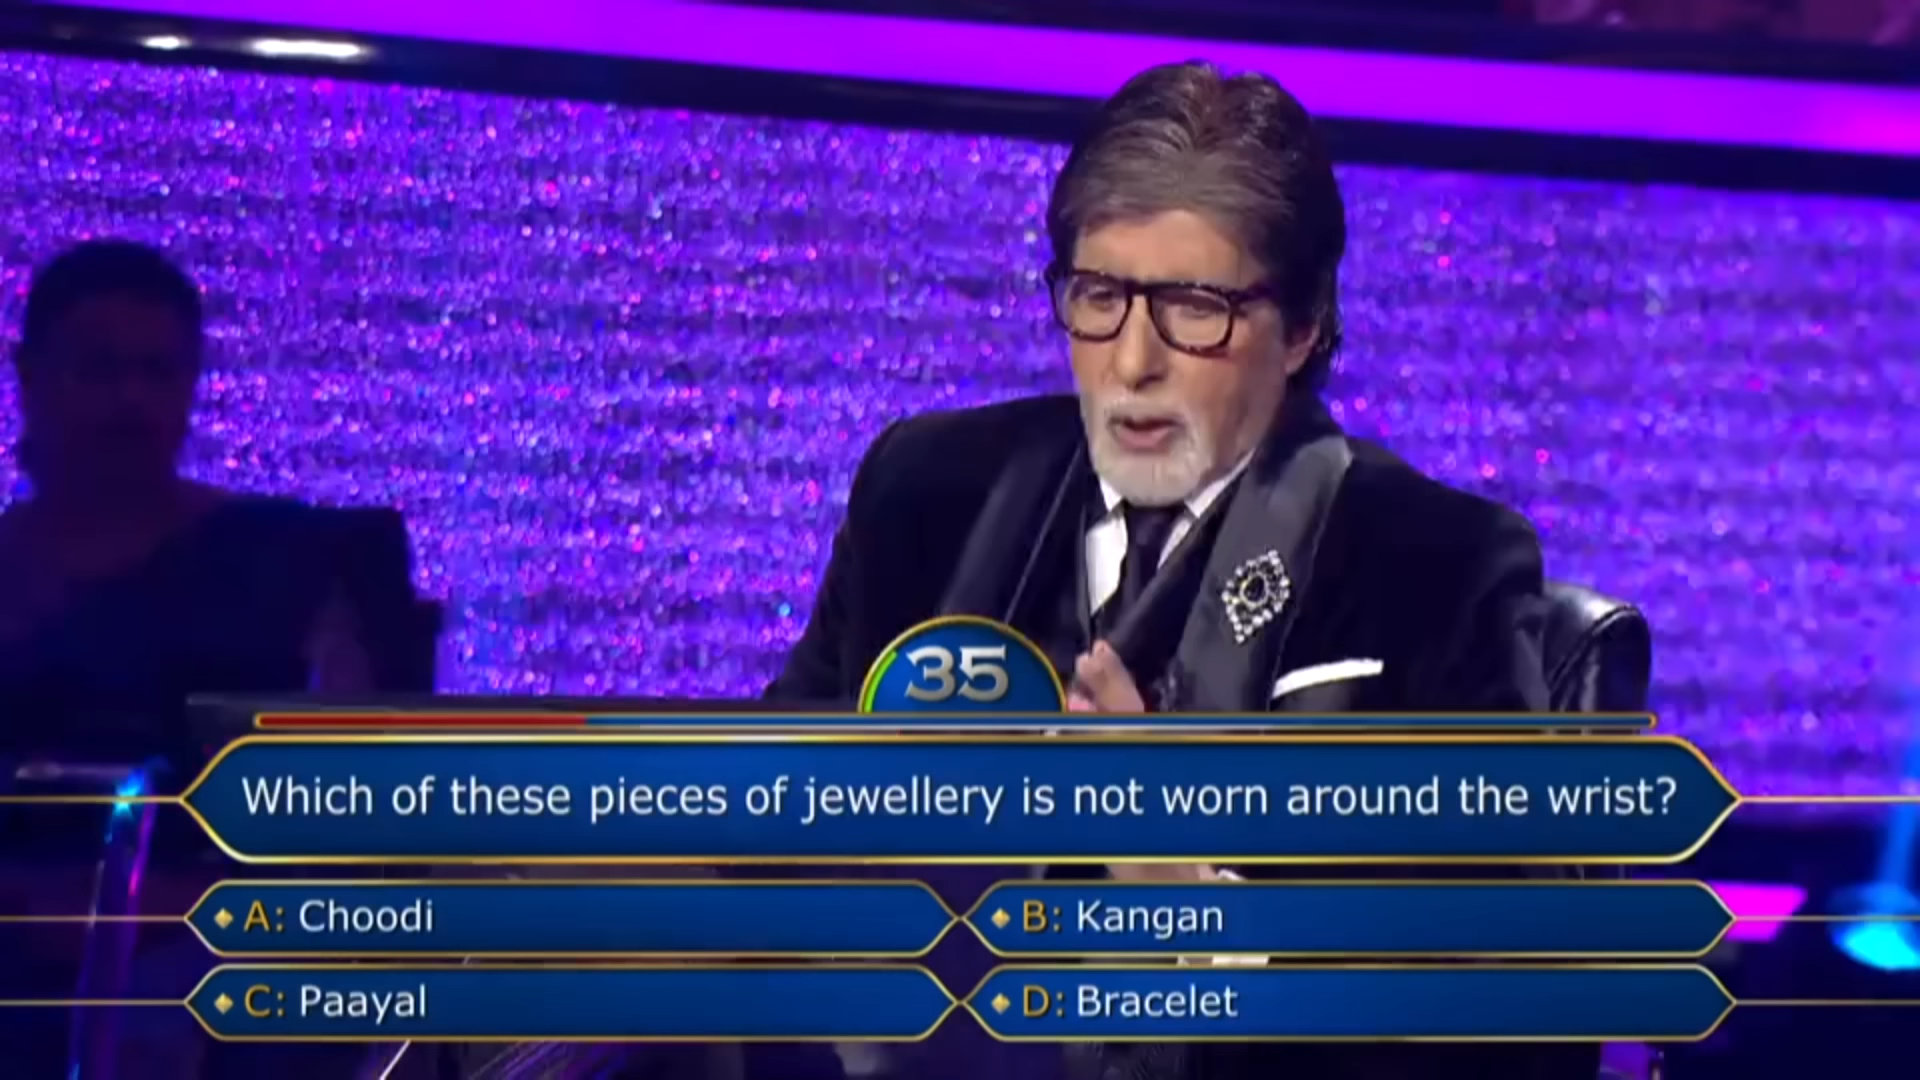 35
Which of these pieces of jewellery is not worn around the wrist?
A: Choodi
B: Kangan
C: Paayal
D: Bracelet